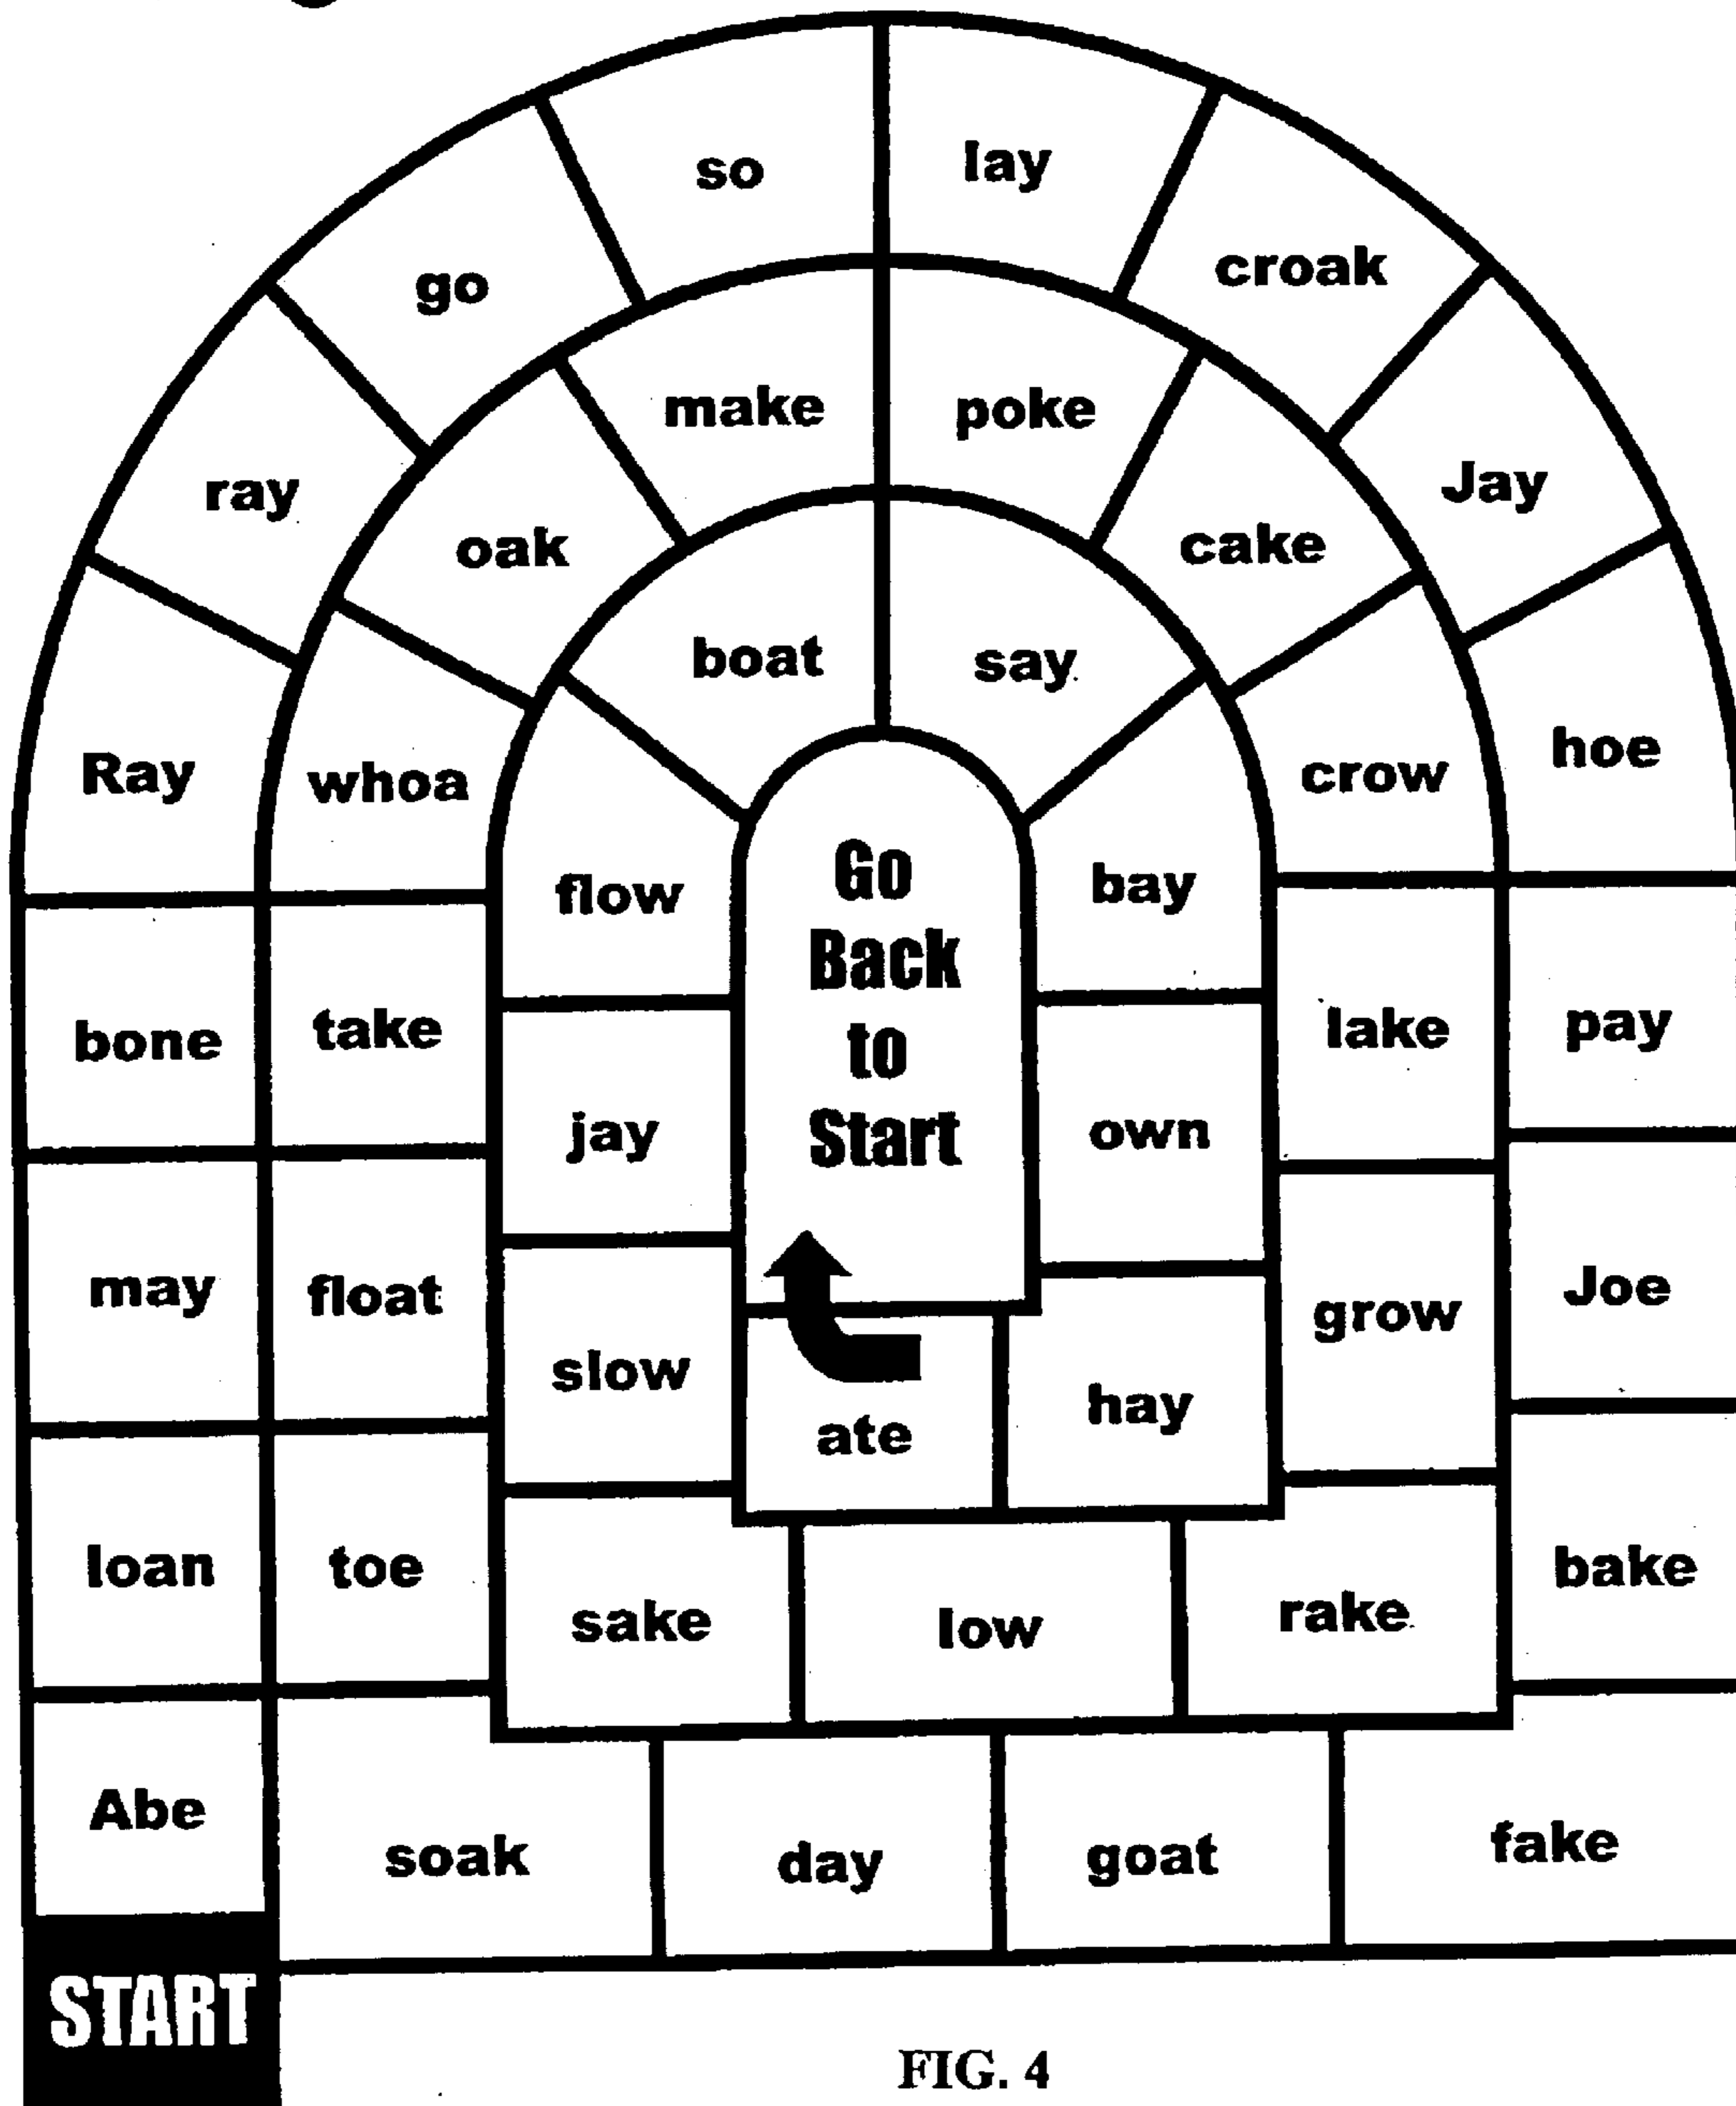 so
lay
go
croak
make
poke
ray
Jay
oak
cake
boat
say
Ray
whoa
crow
hoe
flow
Go
Back
to
Start
bay
bone
take
jay
own
lake
pay
may
float
slow
ate
hay
grow
Joe
loan
toe
sake
low
rake
bake
Abe
soak
day
goat
fake
START
FIG. 4